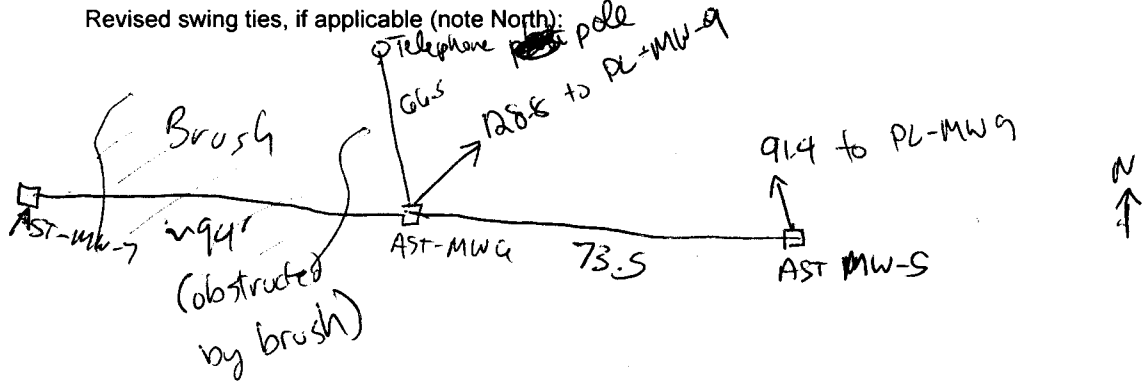 Revised swing ties, if applicable (note North):
Telephone pole
66.5
128.8 to PL-MW-9
Brush
91.4 to PL-MW9
N
AST-MW-7
~94'
(obstructed
by brush)
AST-MW6
73.5
AST MW-5